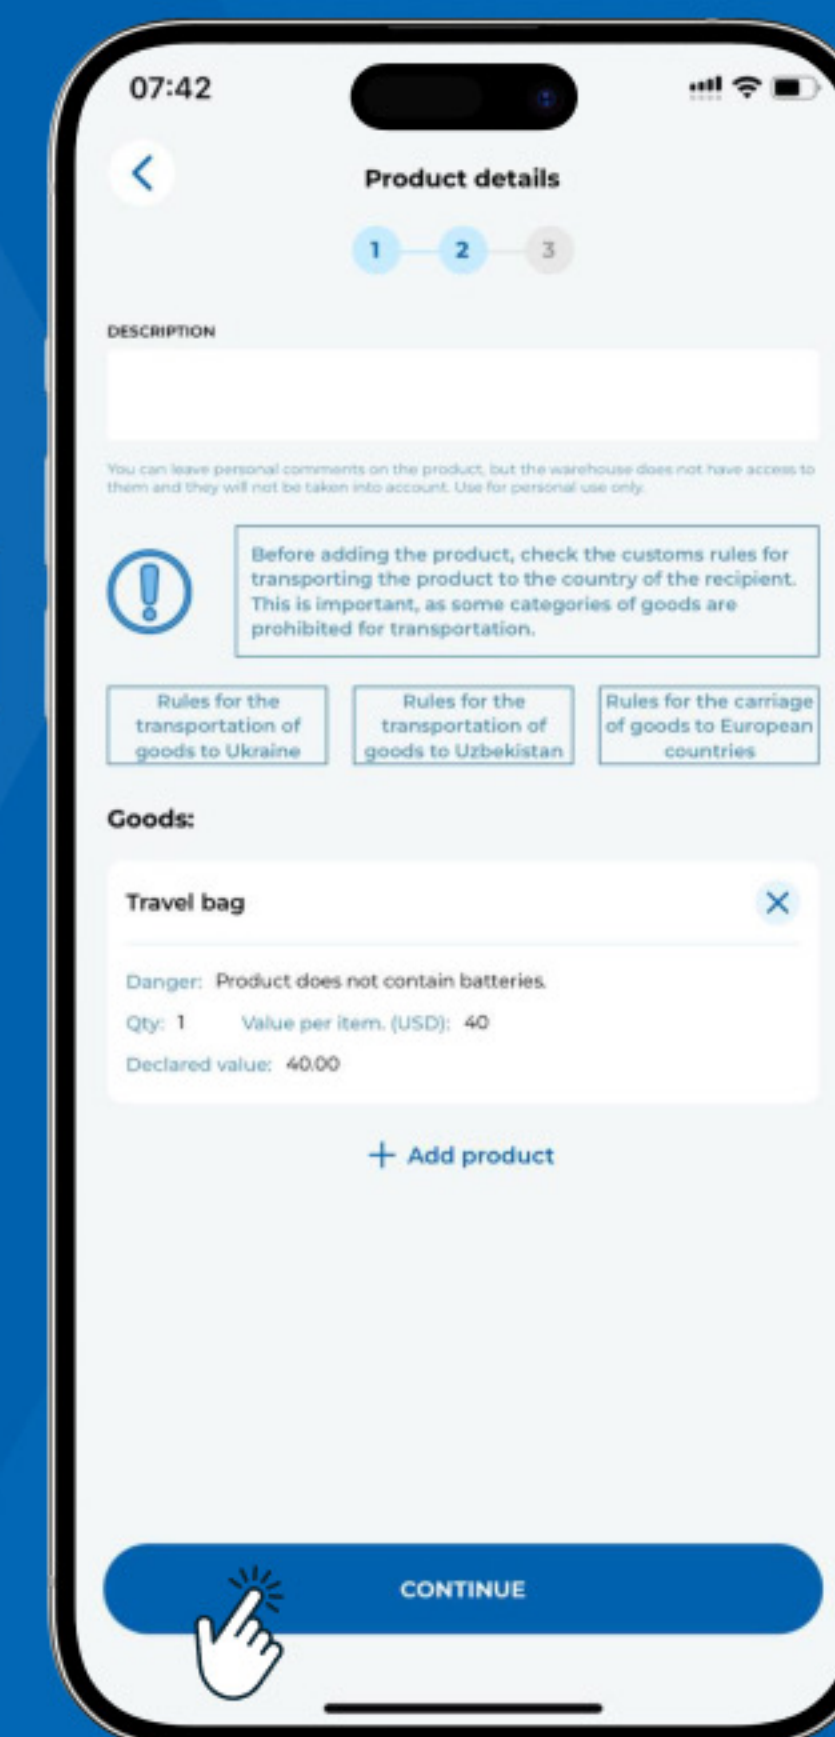 07:42
Product details
1 2 3
DESCRIPTION
You can leave personal comments on the product, but the warehouse does not have access to
them and they will not be taken into account. Use for personal use only.
Before adding the product, check the customs rules for
transporting the product to the country of the recipient.
This is important, as some categories of goods are
prohibited for transportation.
Rules for the
transportation of
goods to Ukraine
Rules for the
transportation of
goods to Uzbekistan
Rules for the carriage
of goods to European
countries
Goods:
Travel bag
Danger: Product does not contain batteries.
Qty: 1 Value per item. (USD): 40
Declared value: 40.00
+ Add product
CONTINUE